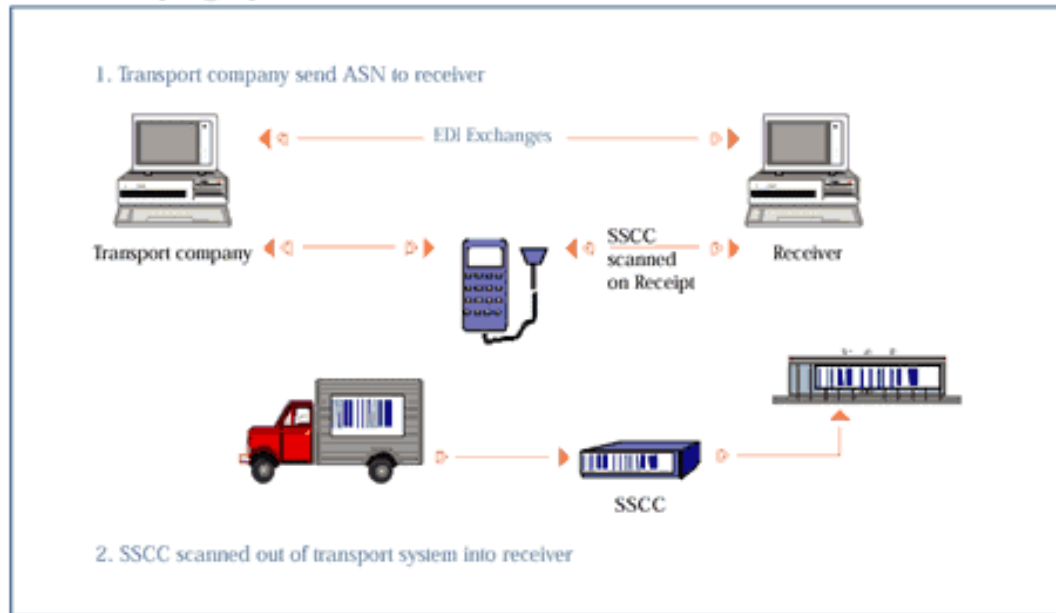 1. Transport company send ASN to receiver
EDI Exchanges
Transport company
SSCC
scanned
on Receipt
Receiver
SSCC
2. SSCC scanned out of transport system into receiver